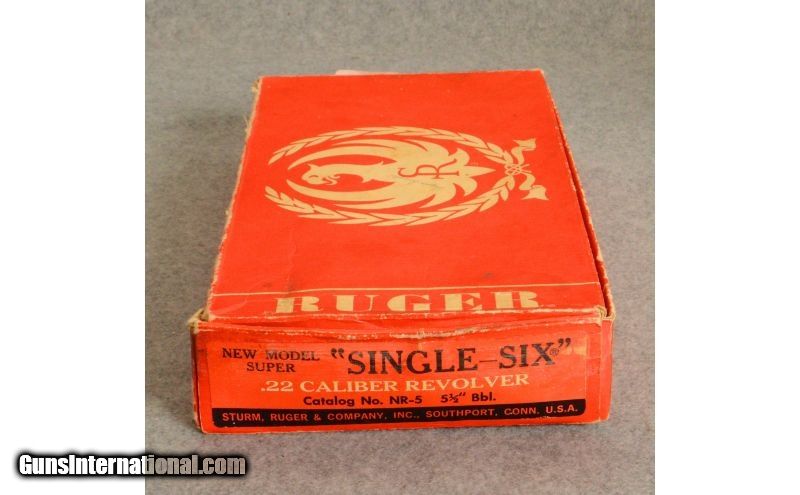 SR
RUGER
NEW MODEL SUPER "SINGLE-SIX"®
.22 CALIBER REVOLVER
Catalog No. NR-5 5½" Bbl.
STURM, RUGER & COMPANY, INC., SOUTHPORT, CONN. U.S.A.
GunsInternational.com